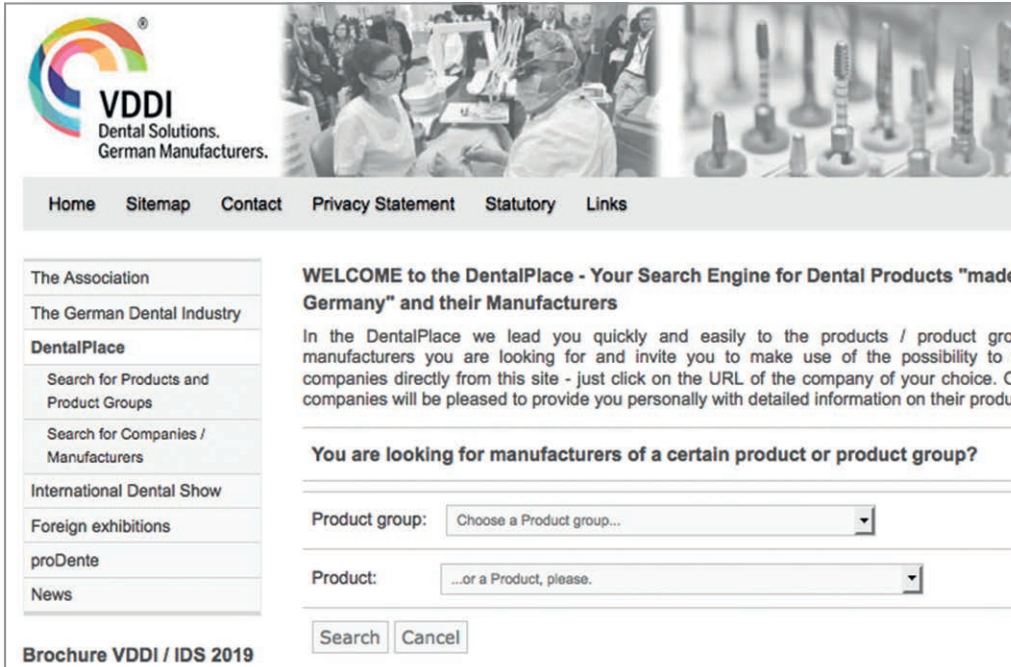 ®
VDDI
Dental Solutions.
German Manufacturers.
Home Sitemap Contact Privacy Statement Statutory Links
The Association
The German Dental Industry
DentalPlace
Search for Products and
Product Groups
Search for Companies /
Manufacturers
International Dental Show
Foreign exhibitions
proDente
News
Brochure VDDI / IDS 2019
WELCOME to the DentalPlace - Your Search Engine for Dental Products "made
Germany" and their Manufacturers
In the DentalPlace we lead you quickly and easily to the products / product
manufacturers you are looking for and invite you to make use of the possibility to
companies directly from this site - just click on the URL of the company of your choice.
companies will be pleased to provide you personally with detailed information on their
You are looking for manufacturers of a certain product or product group?
Product group: Choose a Product group...
Product: ...or a Product, please.
Search Cancel